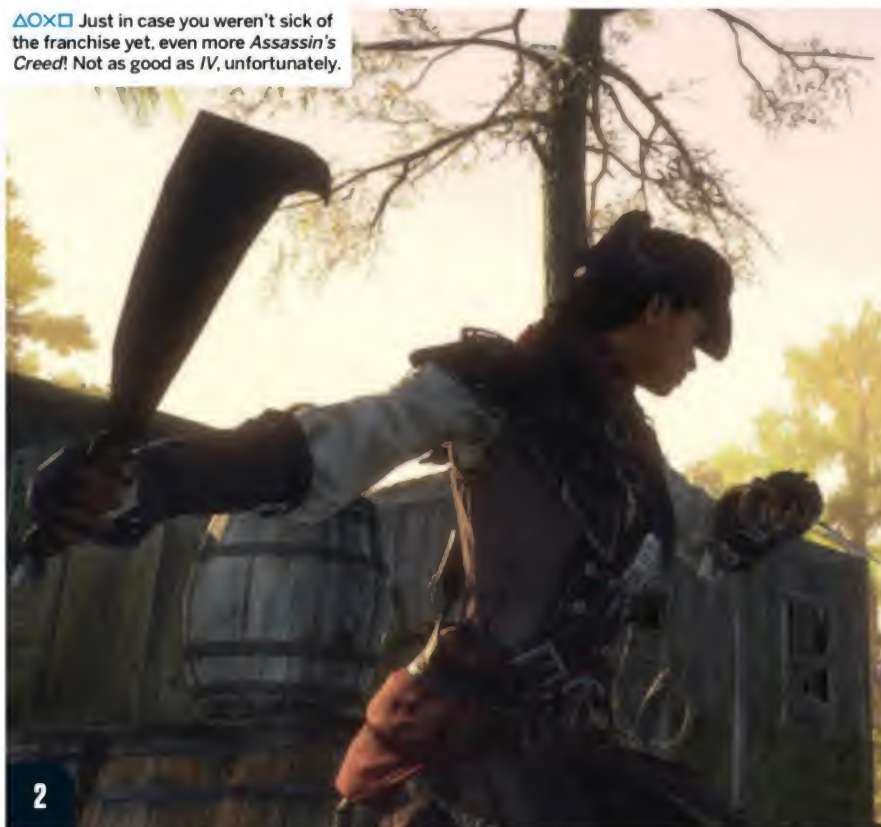 △○×□ Just in case you weren't sick of
the franchise yet, even more Assassin's
Creed! Not as good as IV, unfortunately.
2